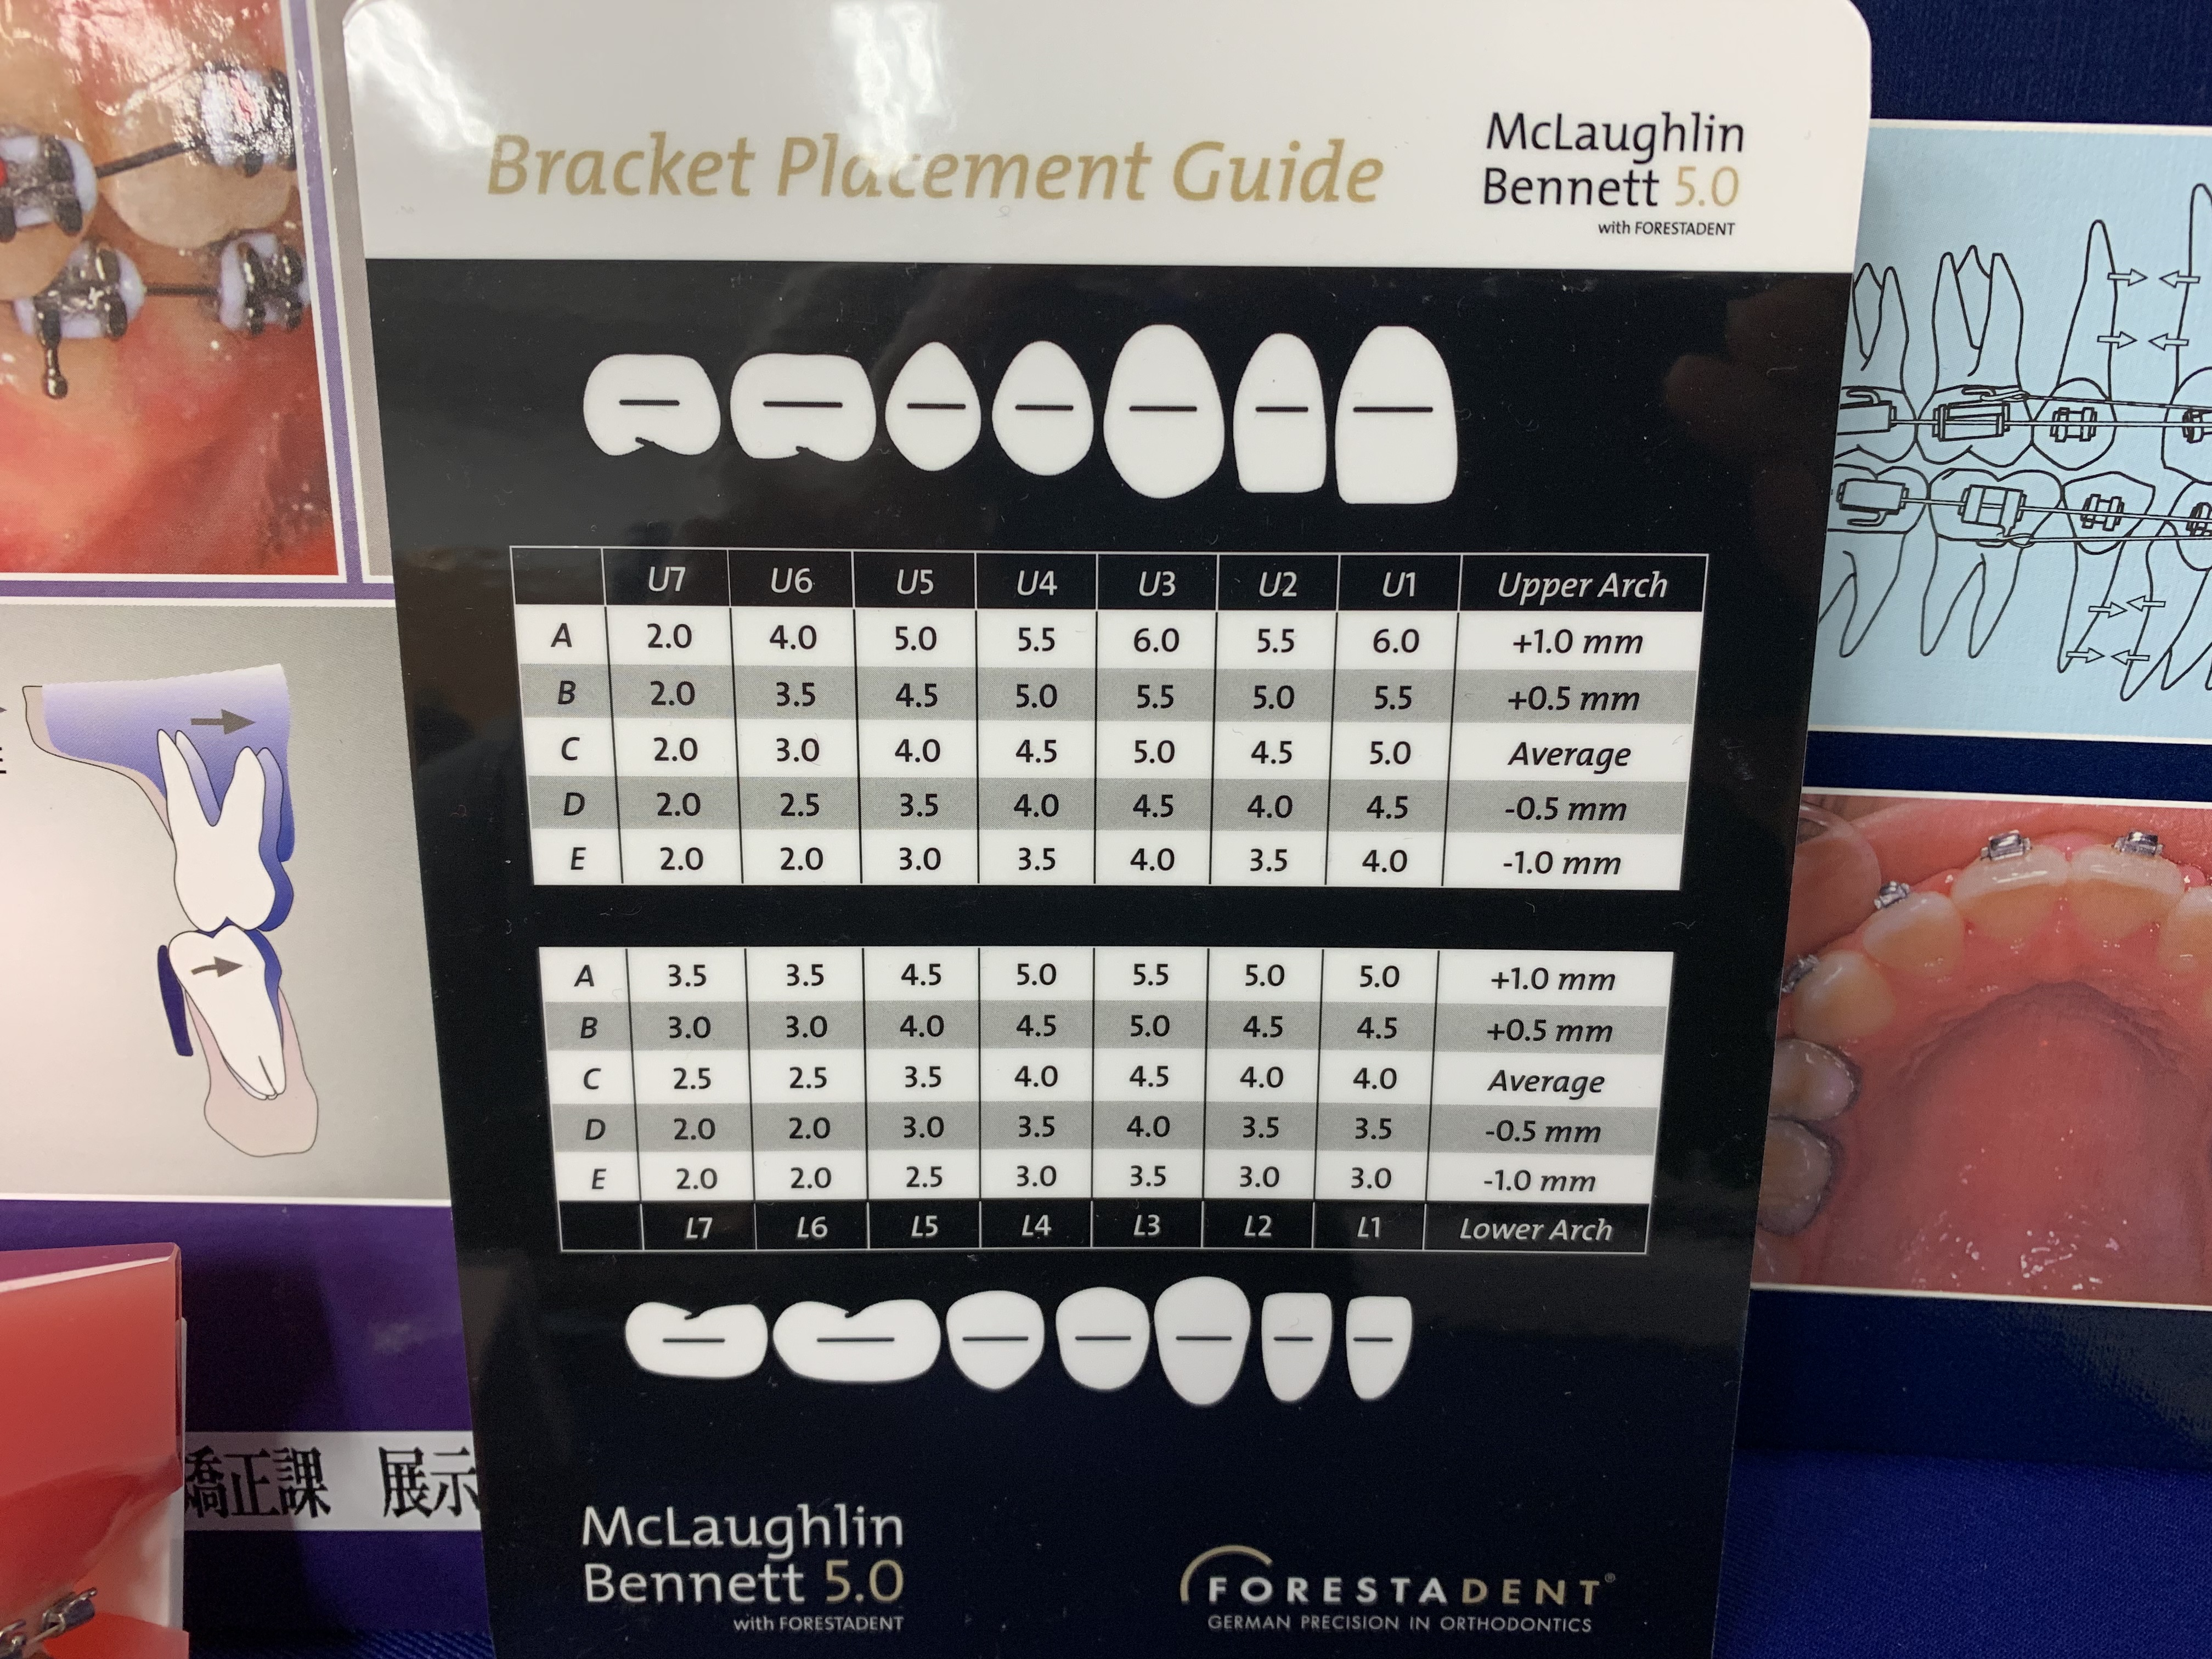 Bracket Placement Guide
McLaughlin
Bennett 5.0
with FORESTADENT
U7 U6 U5 U4 U3 U2 U1 Upper Arch
A 2.0 4.0 5.0 5.5 6.0 5.5 6.0 +1.0 mm
B 2.0 3.5 4.5 5.0 5.5 5.0 5.5 +0.5 mm
C 2.0 3.0 4.0 4.5 5.0 4.5 5.0 Average
D 2.0 2.5 3.5 4.0 4.5 4.0 4.5 -0.5 mm
E 2.0 2.0 3.0 3.5 4.0 3.5 4.0 -1.0 mm
A 3.5 3.5 4.5 5.0 5.5 5.0 5.0 +1.0 mm
B 3.0 3.0 4.0 4.5 5.0 4.5 4.5 +0.5 mm
C 2.5 2.5 3.5 4.0 4.5 4.0 4.0 Average
D 2.0 2.0 3.0 3.5 4.0 3.5 3.5 -0.5 mm
E 2.0 2.0 2.5 3.0 3.5 3.0 3.0 -1.0 mm
L7 L6 L5 L4 L3 L2 L1 Lower Arch
矯正課 展示
McLaughlin
Bennett 5.0
with FORESTADENT
FORESTADENT®
GERMAN PRECISION IN ORTHODONTICS